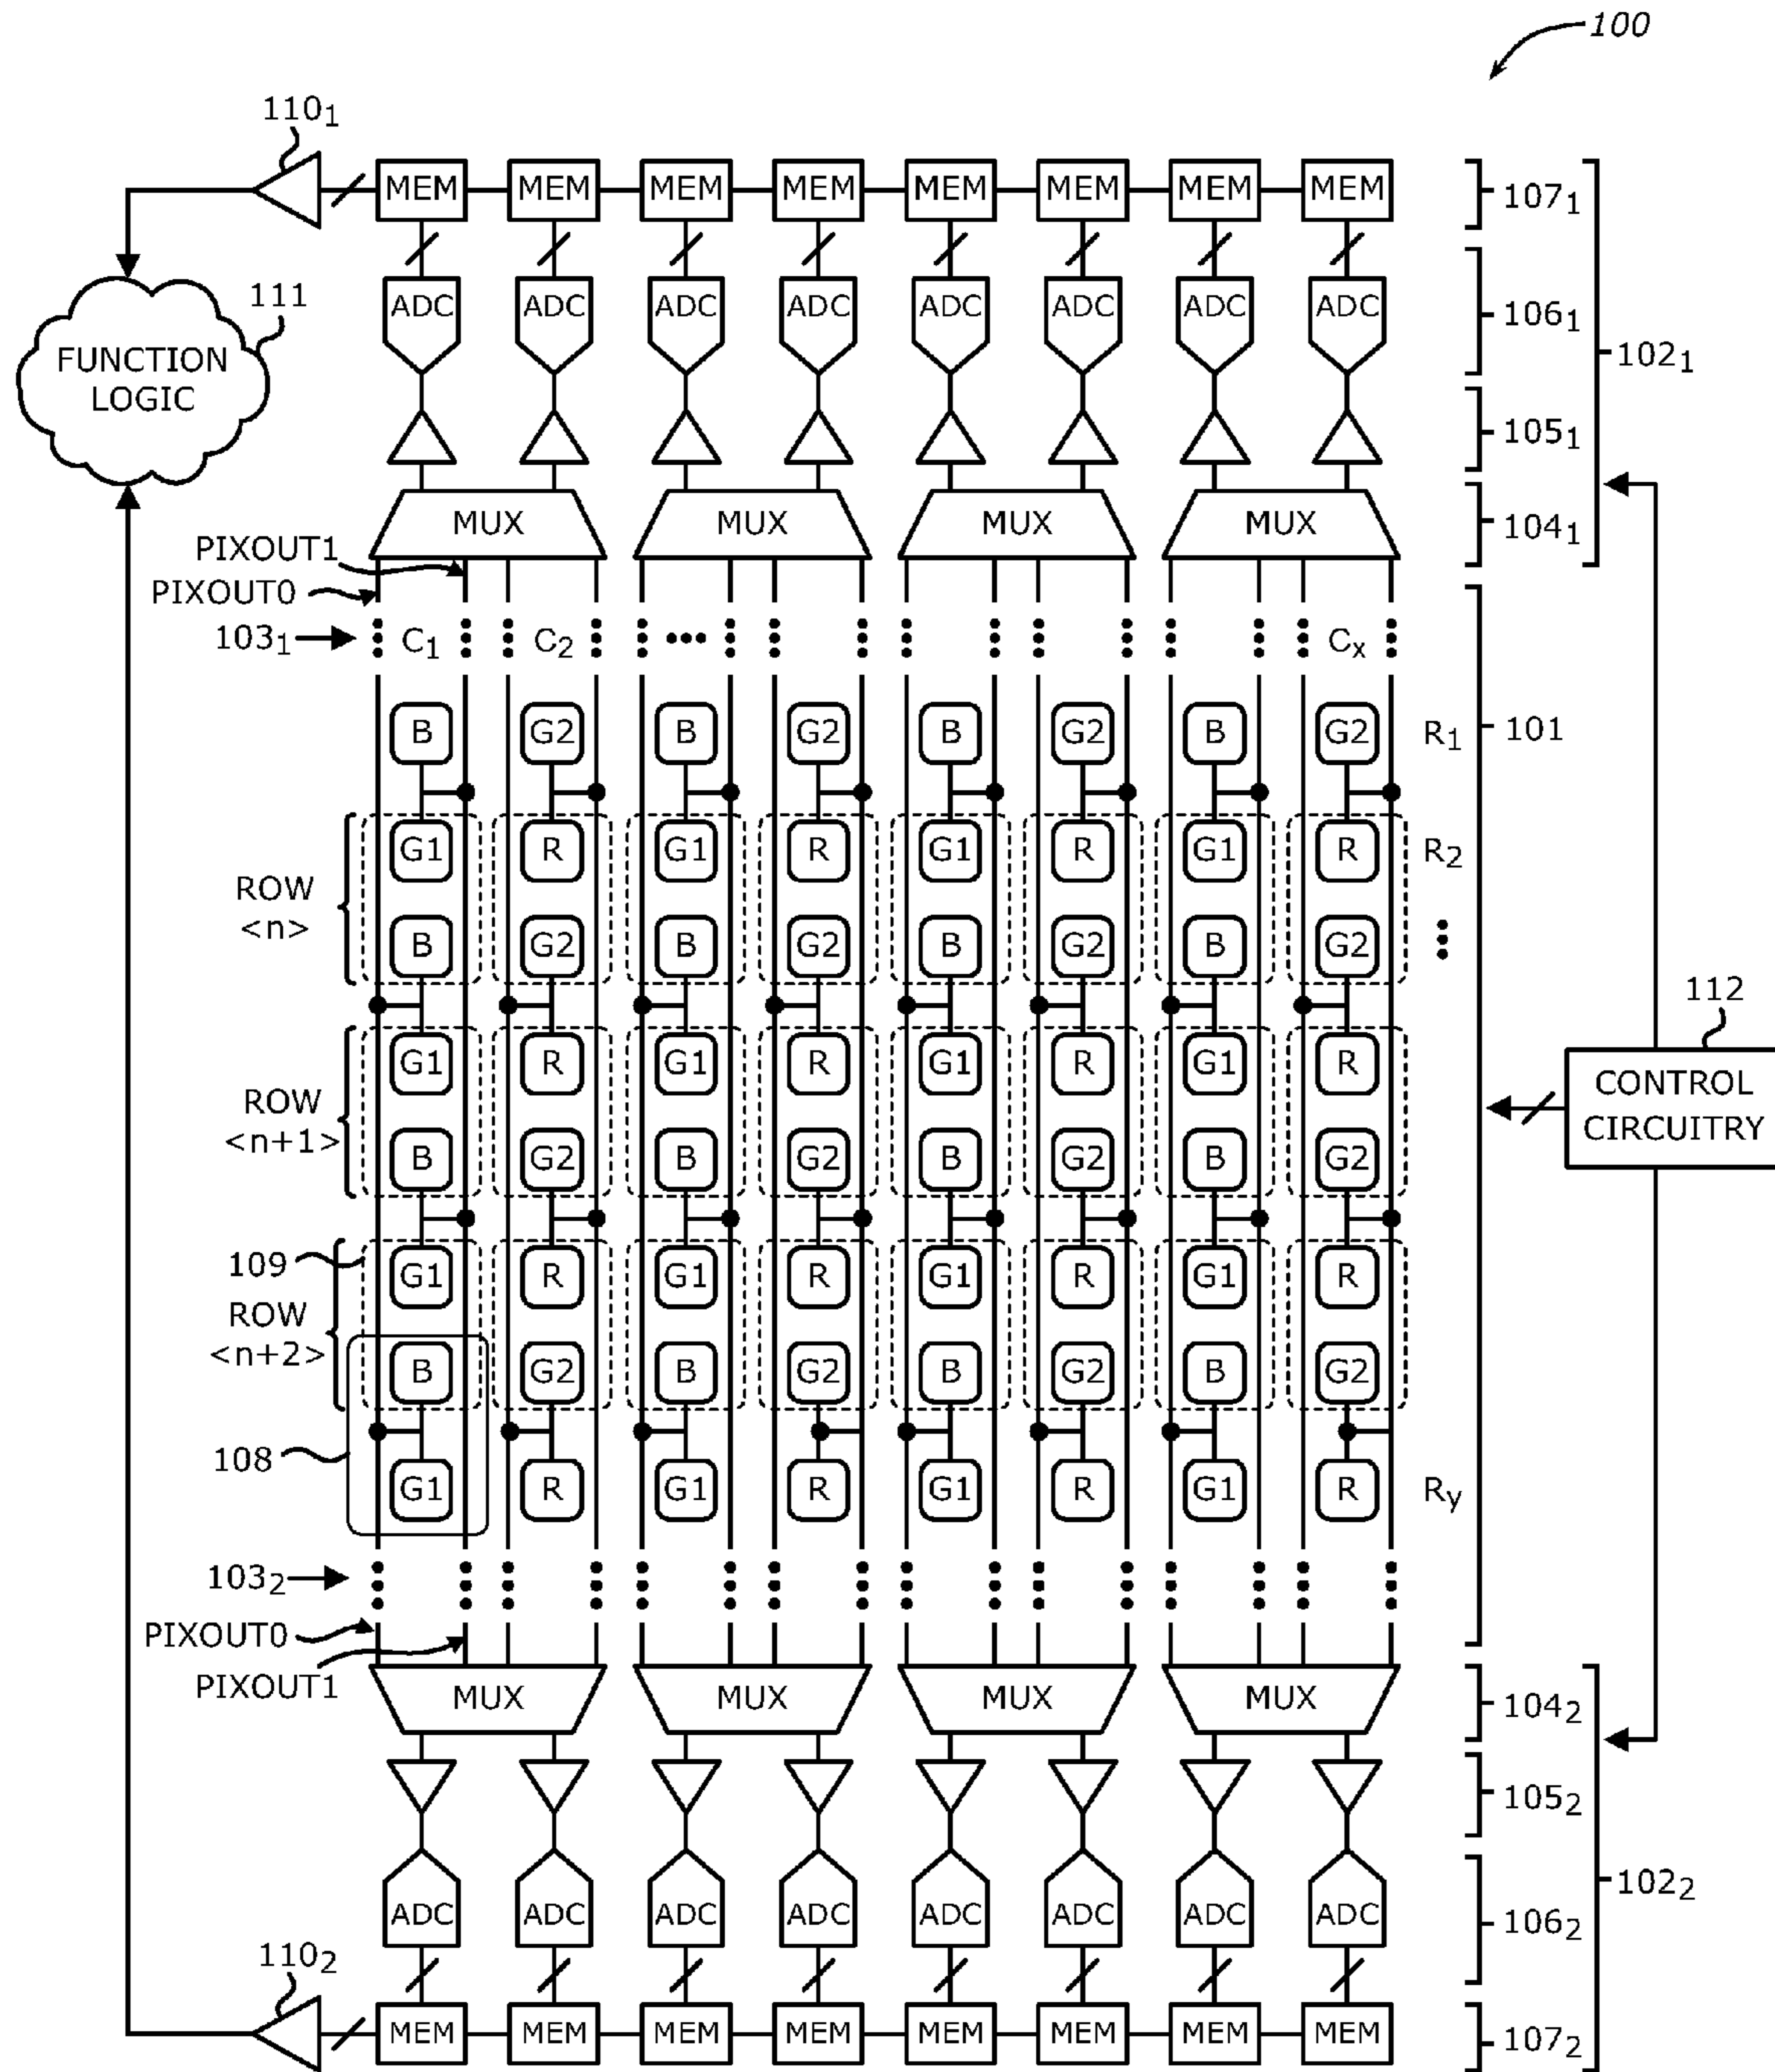 100
110₁
MEM MEM MEM MEM MEM MEM MEM MEM
107₁
111
ADC ADC ADC ADC ADC ADC ADC ADC
106₁
FUNCTION
LOGIC
102₁
105₁
MUX MUX MUX MUX
104₁
PIXOUT1
PIXOUT0
103₁ C₁ C₂ Cₓ
B G2 B G2 B G2 B G2 R₁
101
G1 R G1 R G1 R G1 R R₂
ROW
<n>
B G2 B G2 B G2 B G2
112
G1 R G1 R G1 R G1 R
CONTROL
CIRCUITRY
ROW
<n+1>
B G2 B G2 B G2 B G2
109
G1 R G1 R G1 R G1 R
ROW
<n+2>
B G2 B G2 B G2 B G2
108
G1 R G1 R G1 R G1 R Ry
103₂
PIXOUT0
PIXOUT1
MUX MUX MUX MUX
104₂
105₂
102₂
ADC ADC ADC ADC ADC ADC ADC ADC
106₂
110₂
MEM MEM MEM MEM MEM MEM MEM MEM
107₂